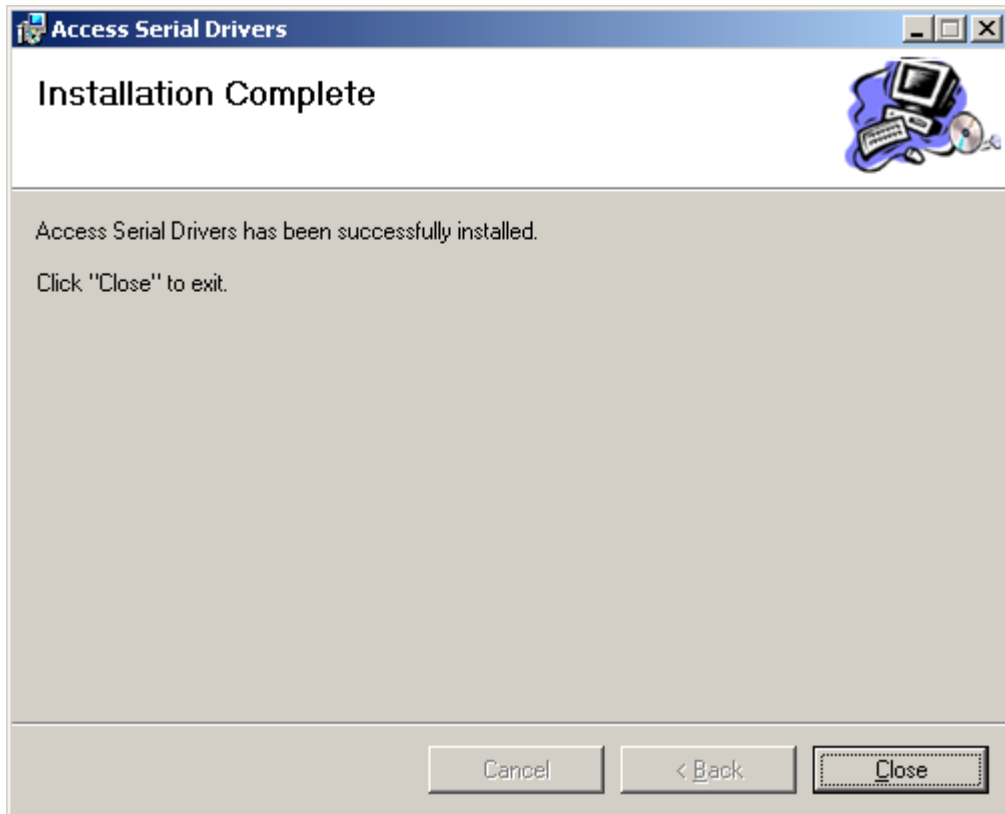 Access Serial Drivers
Installation Complete
Access Serial Drivers has been successfully installed.
Click "Close" to exit.
Cancel
< Back
Close